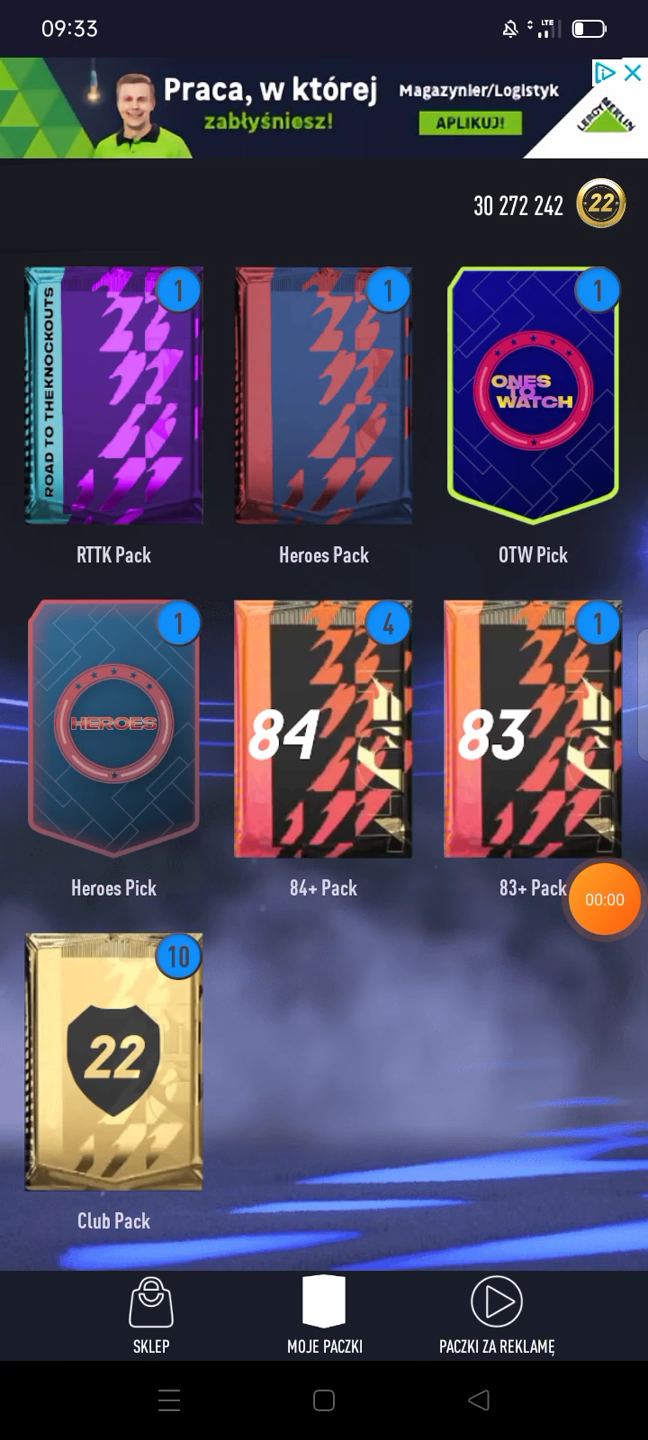 09:33
LTE
Praca, w której
zabłyśniesz!
Magazynier/Logistyk
APLIKUJ!
LEROY MERLIN
30 272 242
22
1
1
1
ROAD TO THE KNOCKOUTS
ONES
TO
WATCH
RTTK Pack
Heroes Pack
OTW Pick
1
4
1
HEROES
84
83
Heroes Pick
84+ Pack
83+ Pack
00:00
10
22
Club Pack
SKLEP
MOJE PACZKI
PACZKI ZA REKLAMĘ